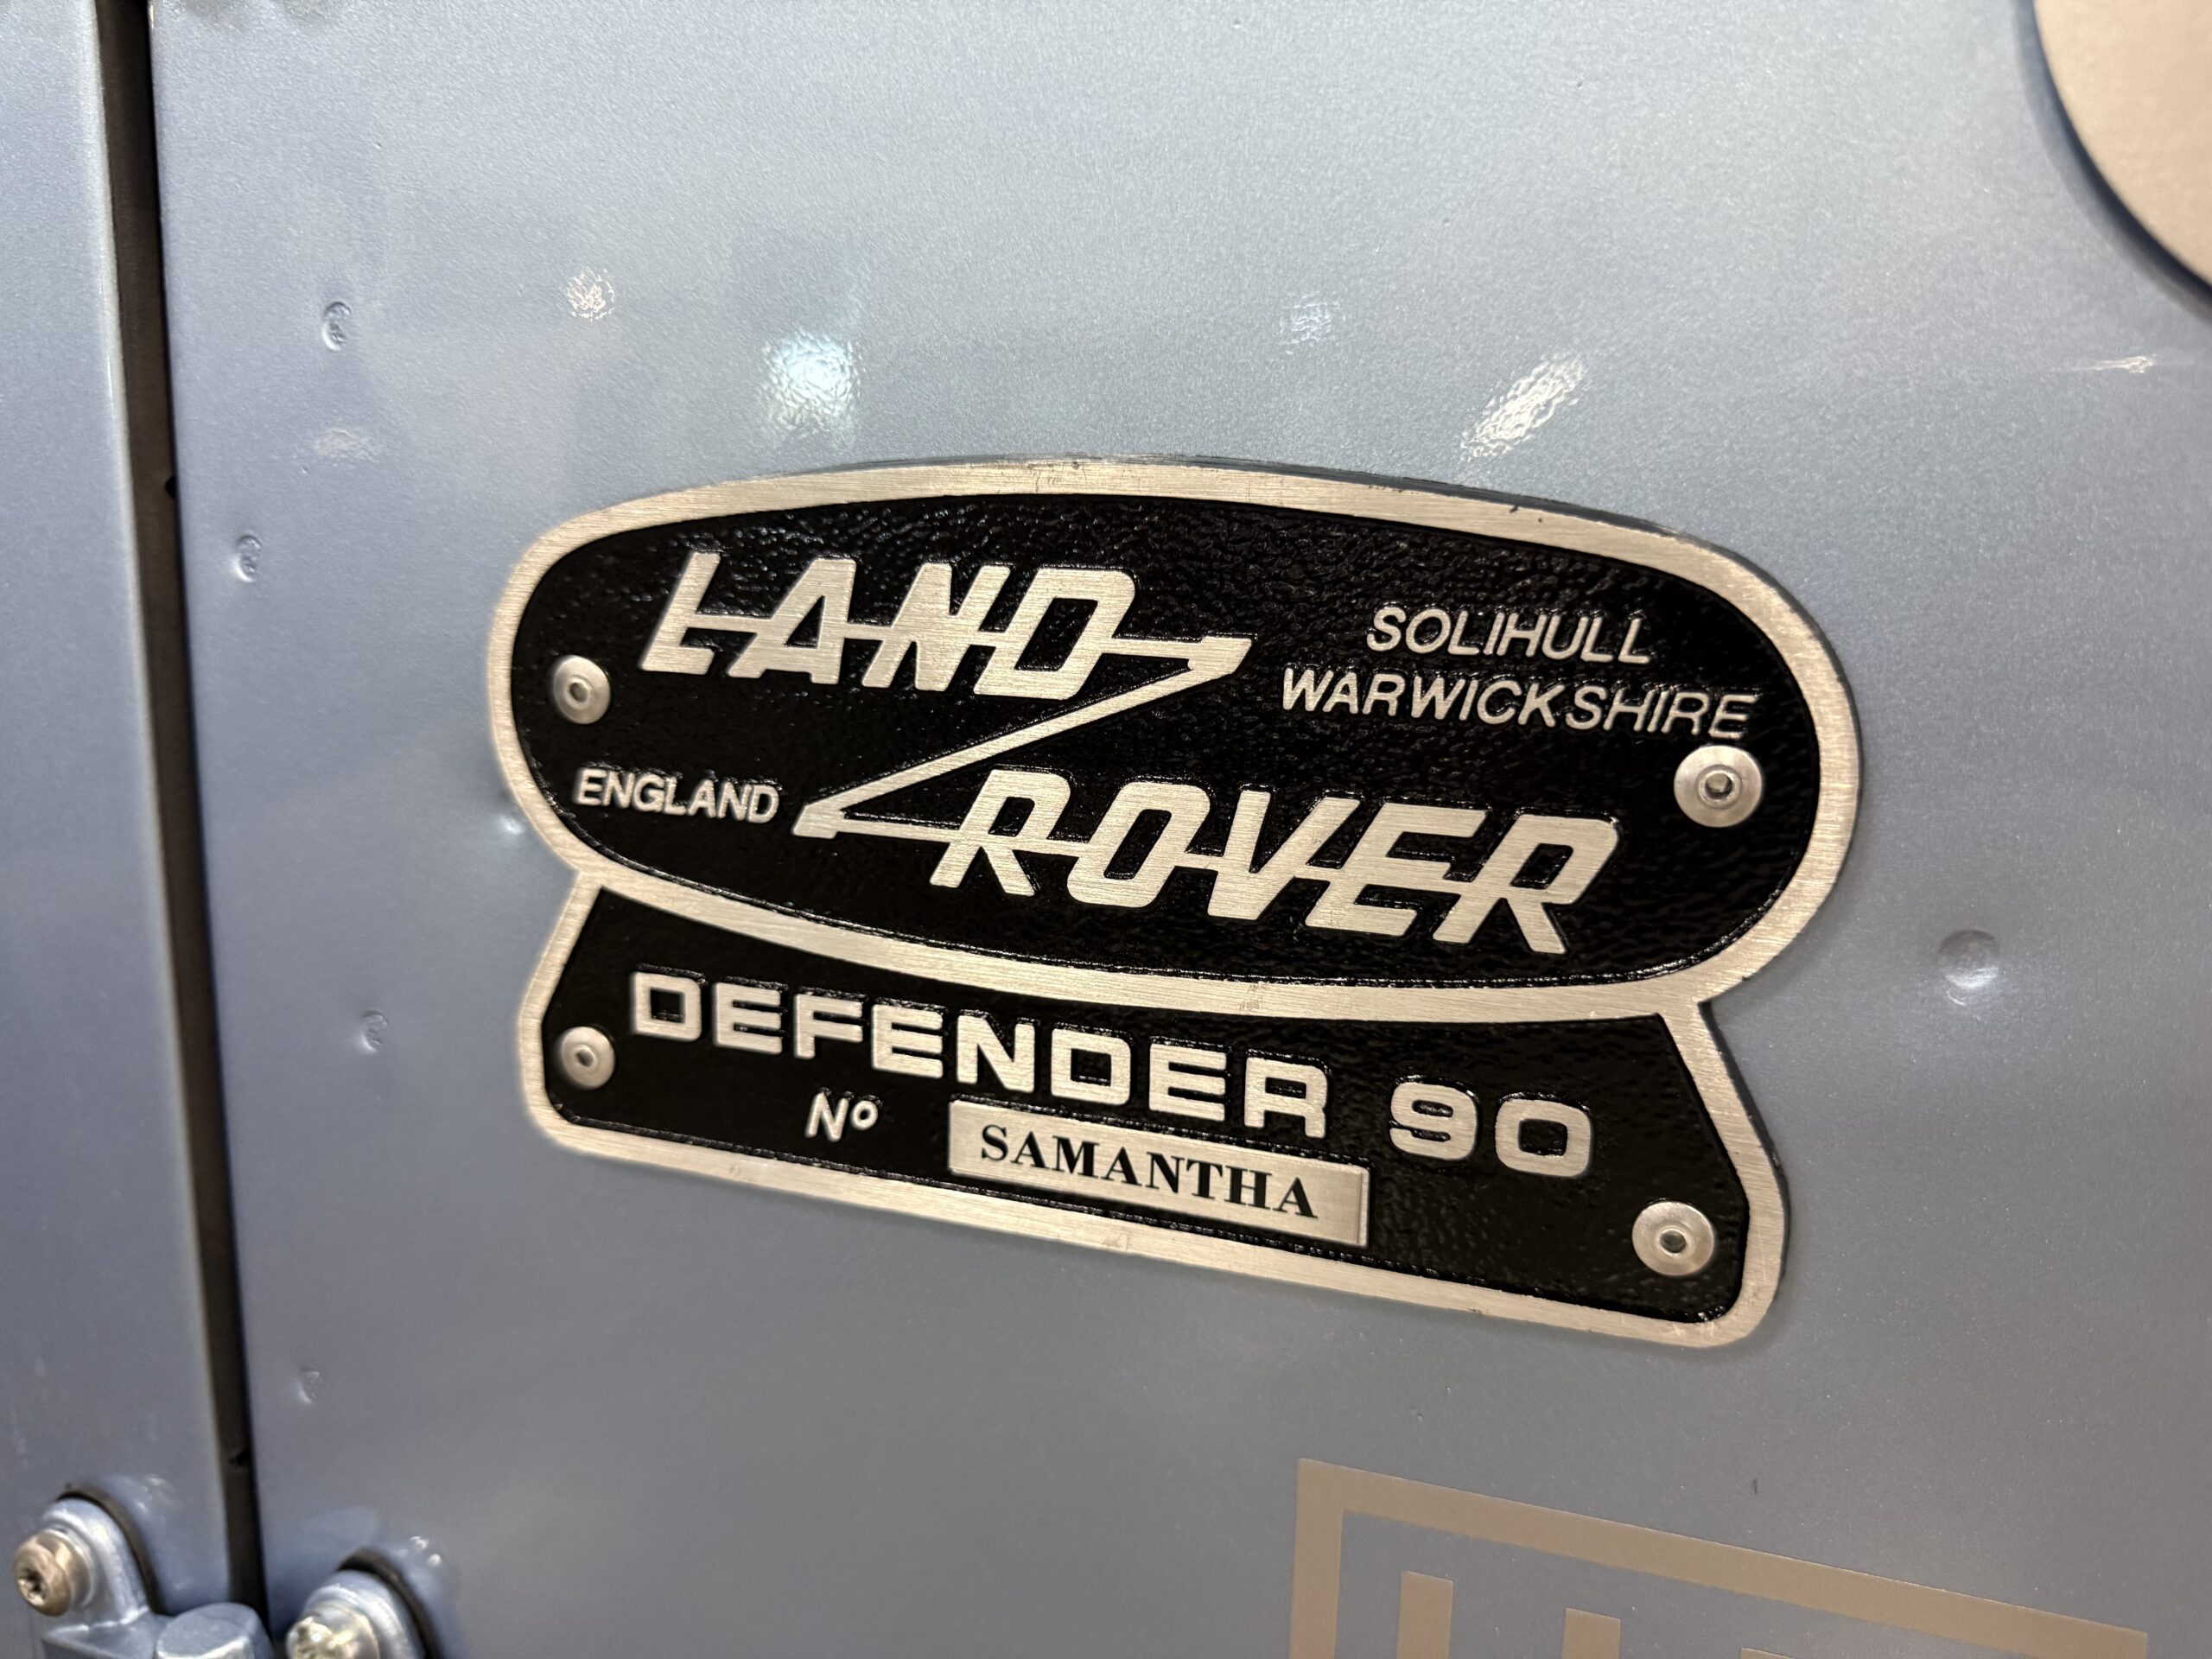 LAND
SOLIHULL
WARWICKSHIRE
ENGLAND
ROVER
DEFENDER 90
Nº SAMANTHA